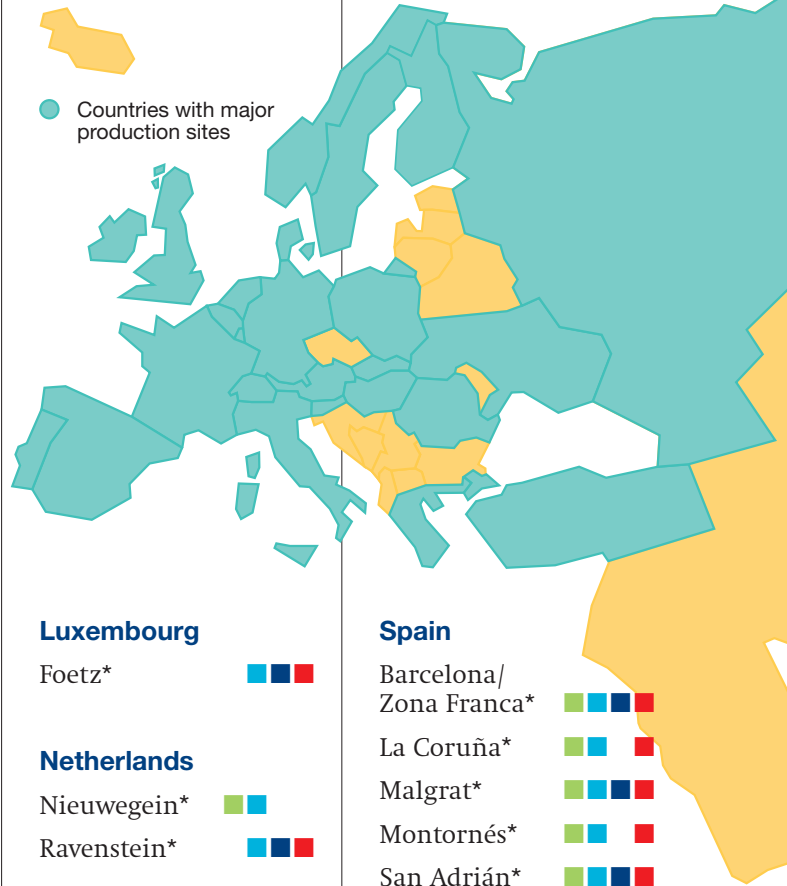 Countries with major
production sites
Luxembourg
Foetz*
Netherlands
Nieuwegein*
Ravenstein*
Spain
Barcelona/
Zona Franca*
La Coruña*
Malgrat*
Montornés*
San Adrián*